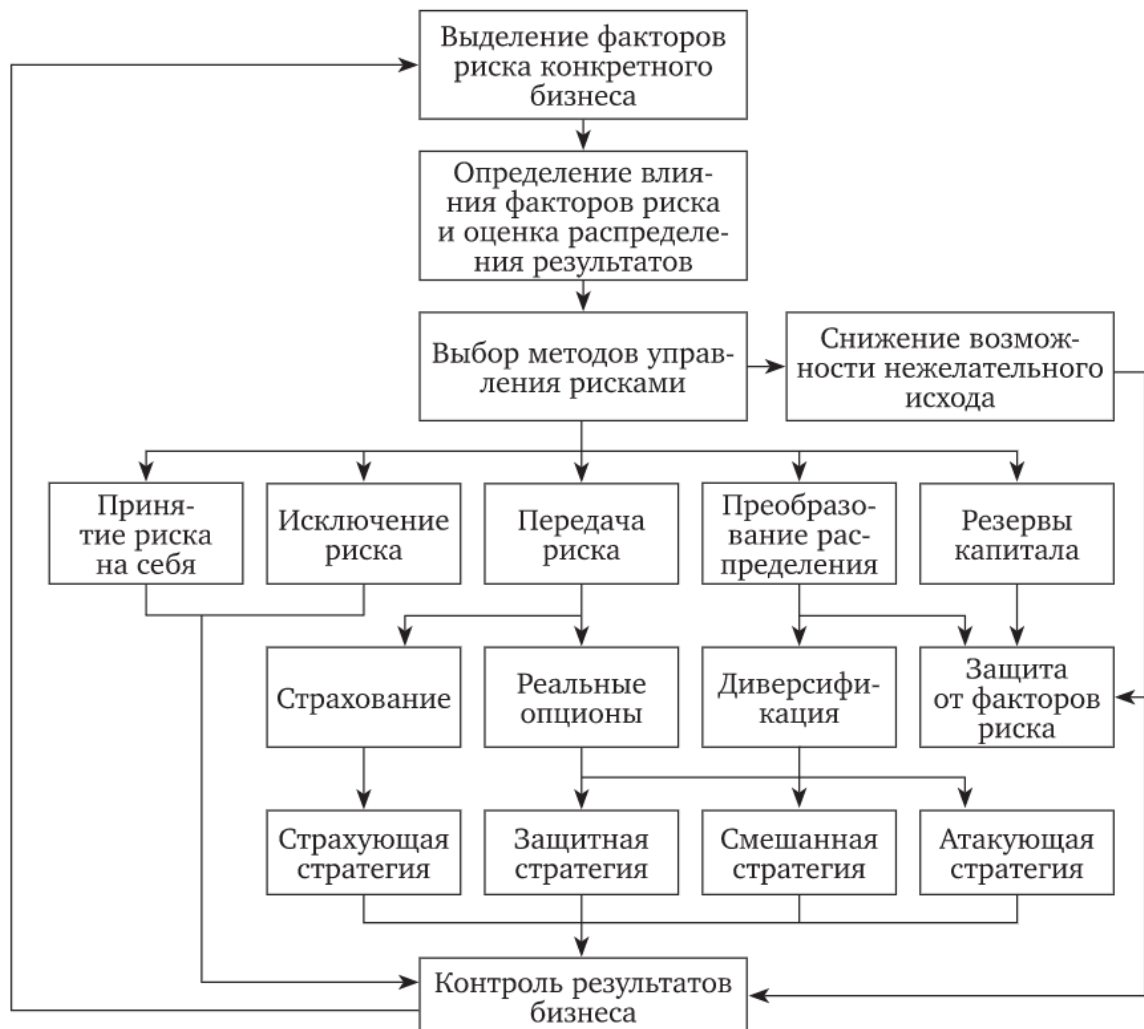 Выделение факторов
риска конкретного
бизнеса
Определение влия-
ния факторов риска
и оценка распределе-
ния результатов
Выбор методов управ-
ления рисками
Снижение возмож-
ности нежелательного
исхода
Приня-
тие риска
на себя
Исключение
риска
Передача
риска
Преобразо-
вание рас-
пределения
Резервы
капитала
Страхование
Реальные
опционы
Диверсифи-
кация
Защита
от факторов
риска
Страхующая
стратегия
Защитная
стратегия
Смешанная
стратегия
Атакующая
стратегия
Контроль результатов
бизнеса